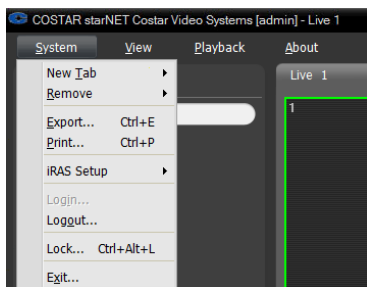 COSTAR starNET Costar Video Systems [admin] - Live 1
System View Playback About
New Tab
Remove
Export... Ctrl+E
Print... Ctrl+P
iRAS Setup
Login...
Logout...
Lock... Ctrl+Alt+L
Exit...
Live 1
1